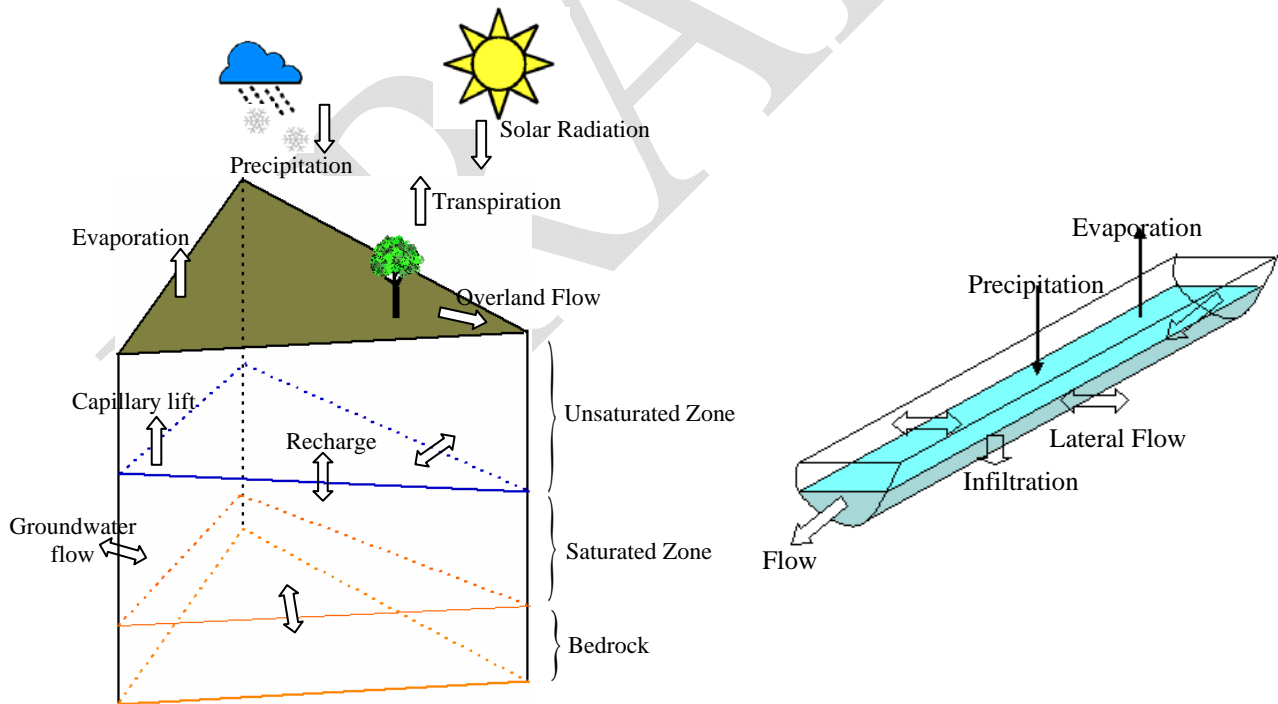 Solar Radiation
Precipitation
Transpiration
Evaporation
Overland Flow
Capillary lift
Recharge
Unsaturated Zone
Groundwater
flow
Saturated Zone
Bedrock
Evaporation
Precipitation
Lateral Flow
Infiltration
Flow